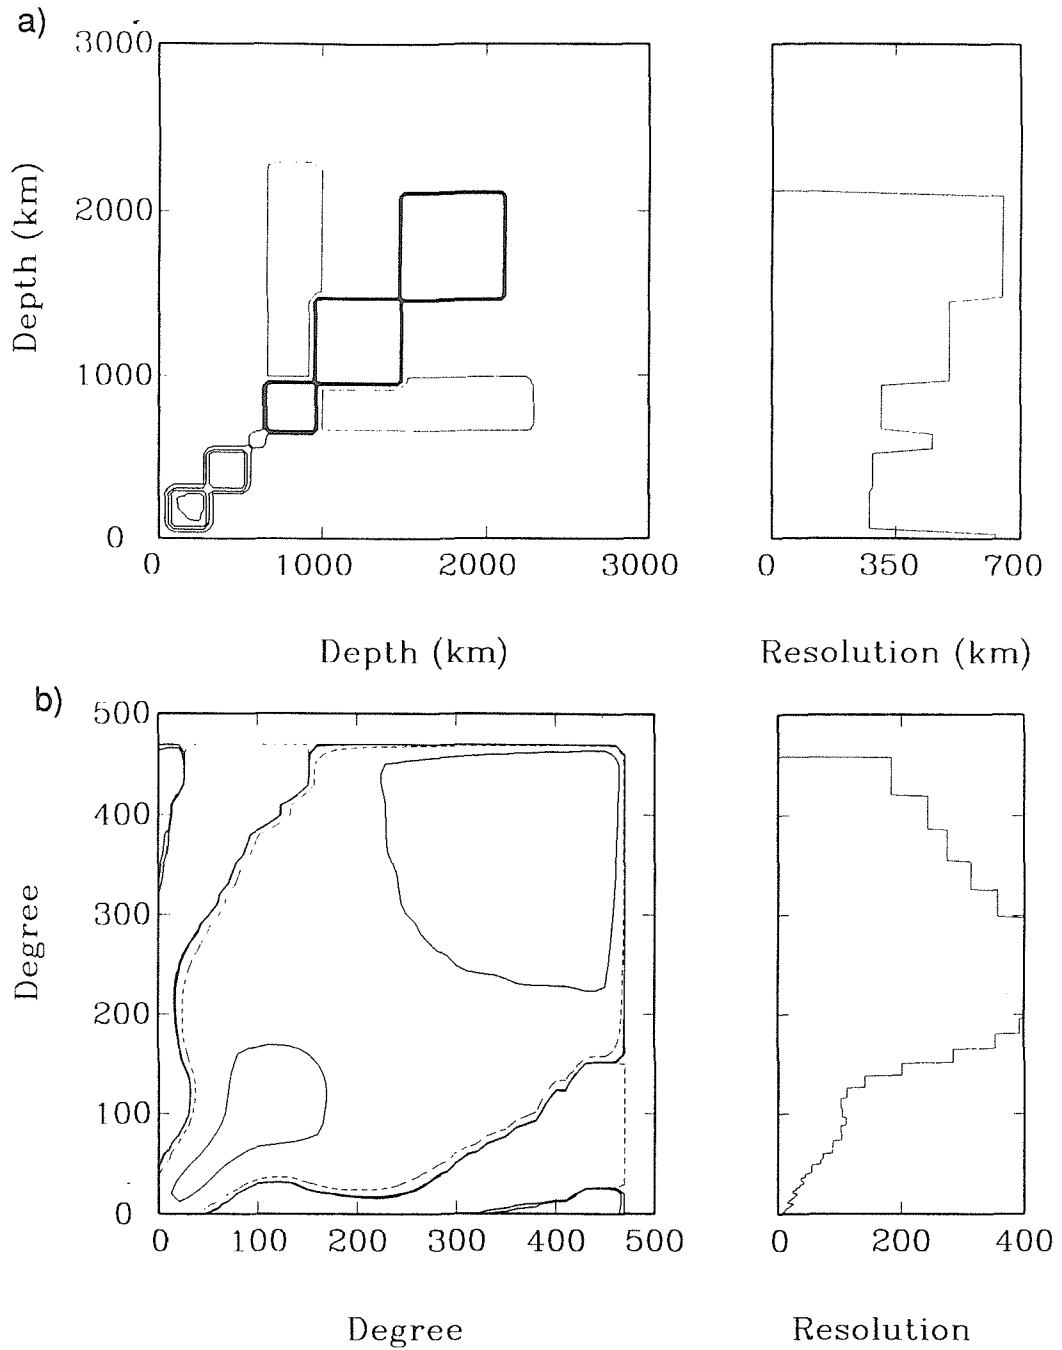 a)
3000
2000
1000
0
Depth (km)
0 1000 2000 3000
Depth (km)
0 350 700
Resolution (km)
b)
500
400
300
200
100
0
Degree
0 100 200 300 400 500
Degree
0 200 400
Resolution